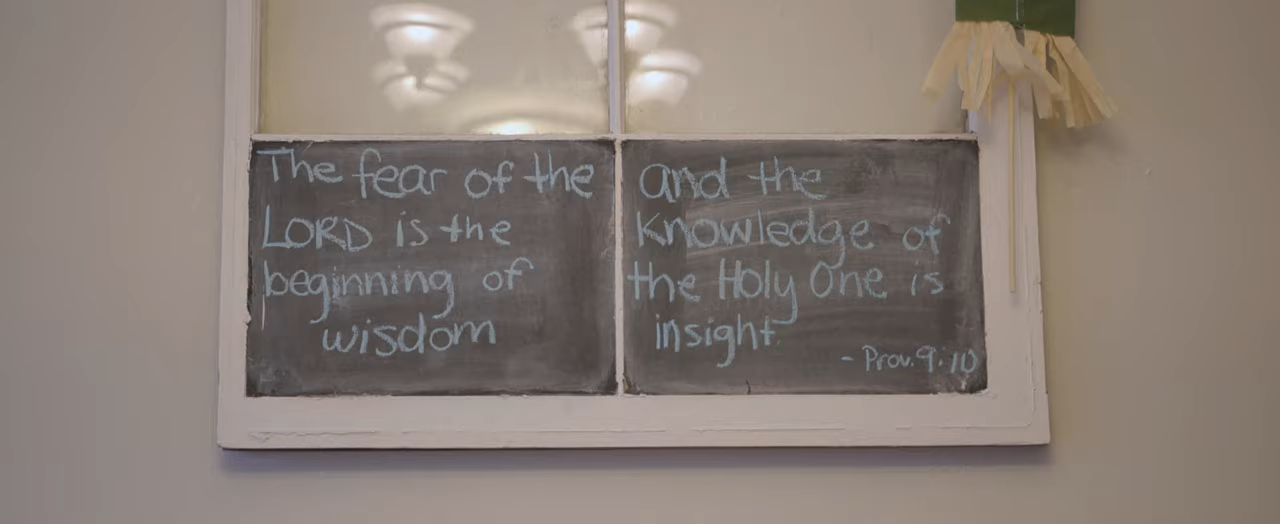 The fear of the
LORD is the
beginning of
wisdom
and the
knowledge of
the Holy One is
insight.
- Prov. 9:10